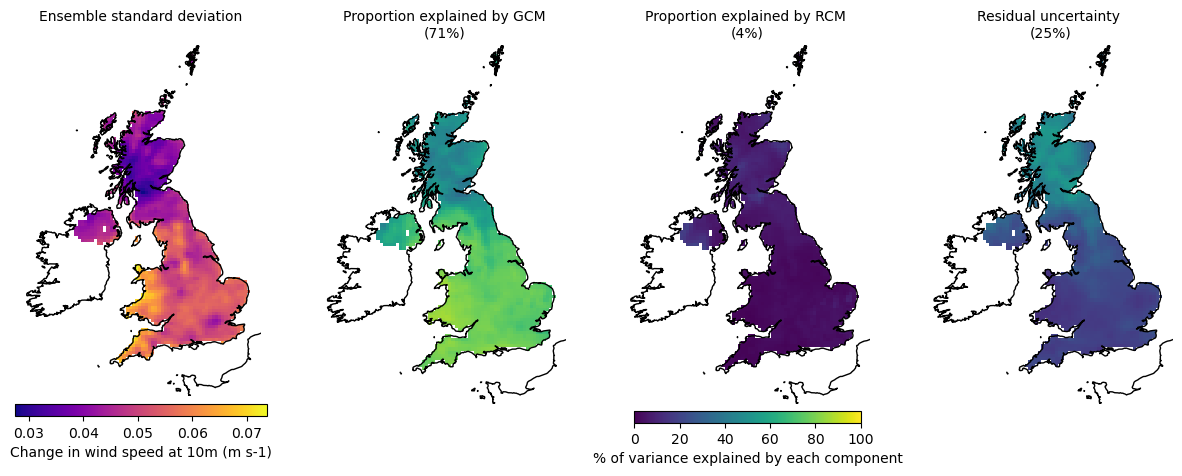 Ensemble standard deviation
Proportion explained by GCM
(71%)
Proportion explained by RCM
(4%)
Residual uncertainty
(25%)
0.03 0.04 0.05 0.06 0.07
Change in wind speed at 10m (m s-1)
0 20 40 60 80 100
% of variance explained by each component